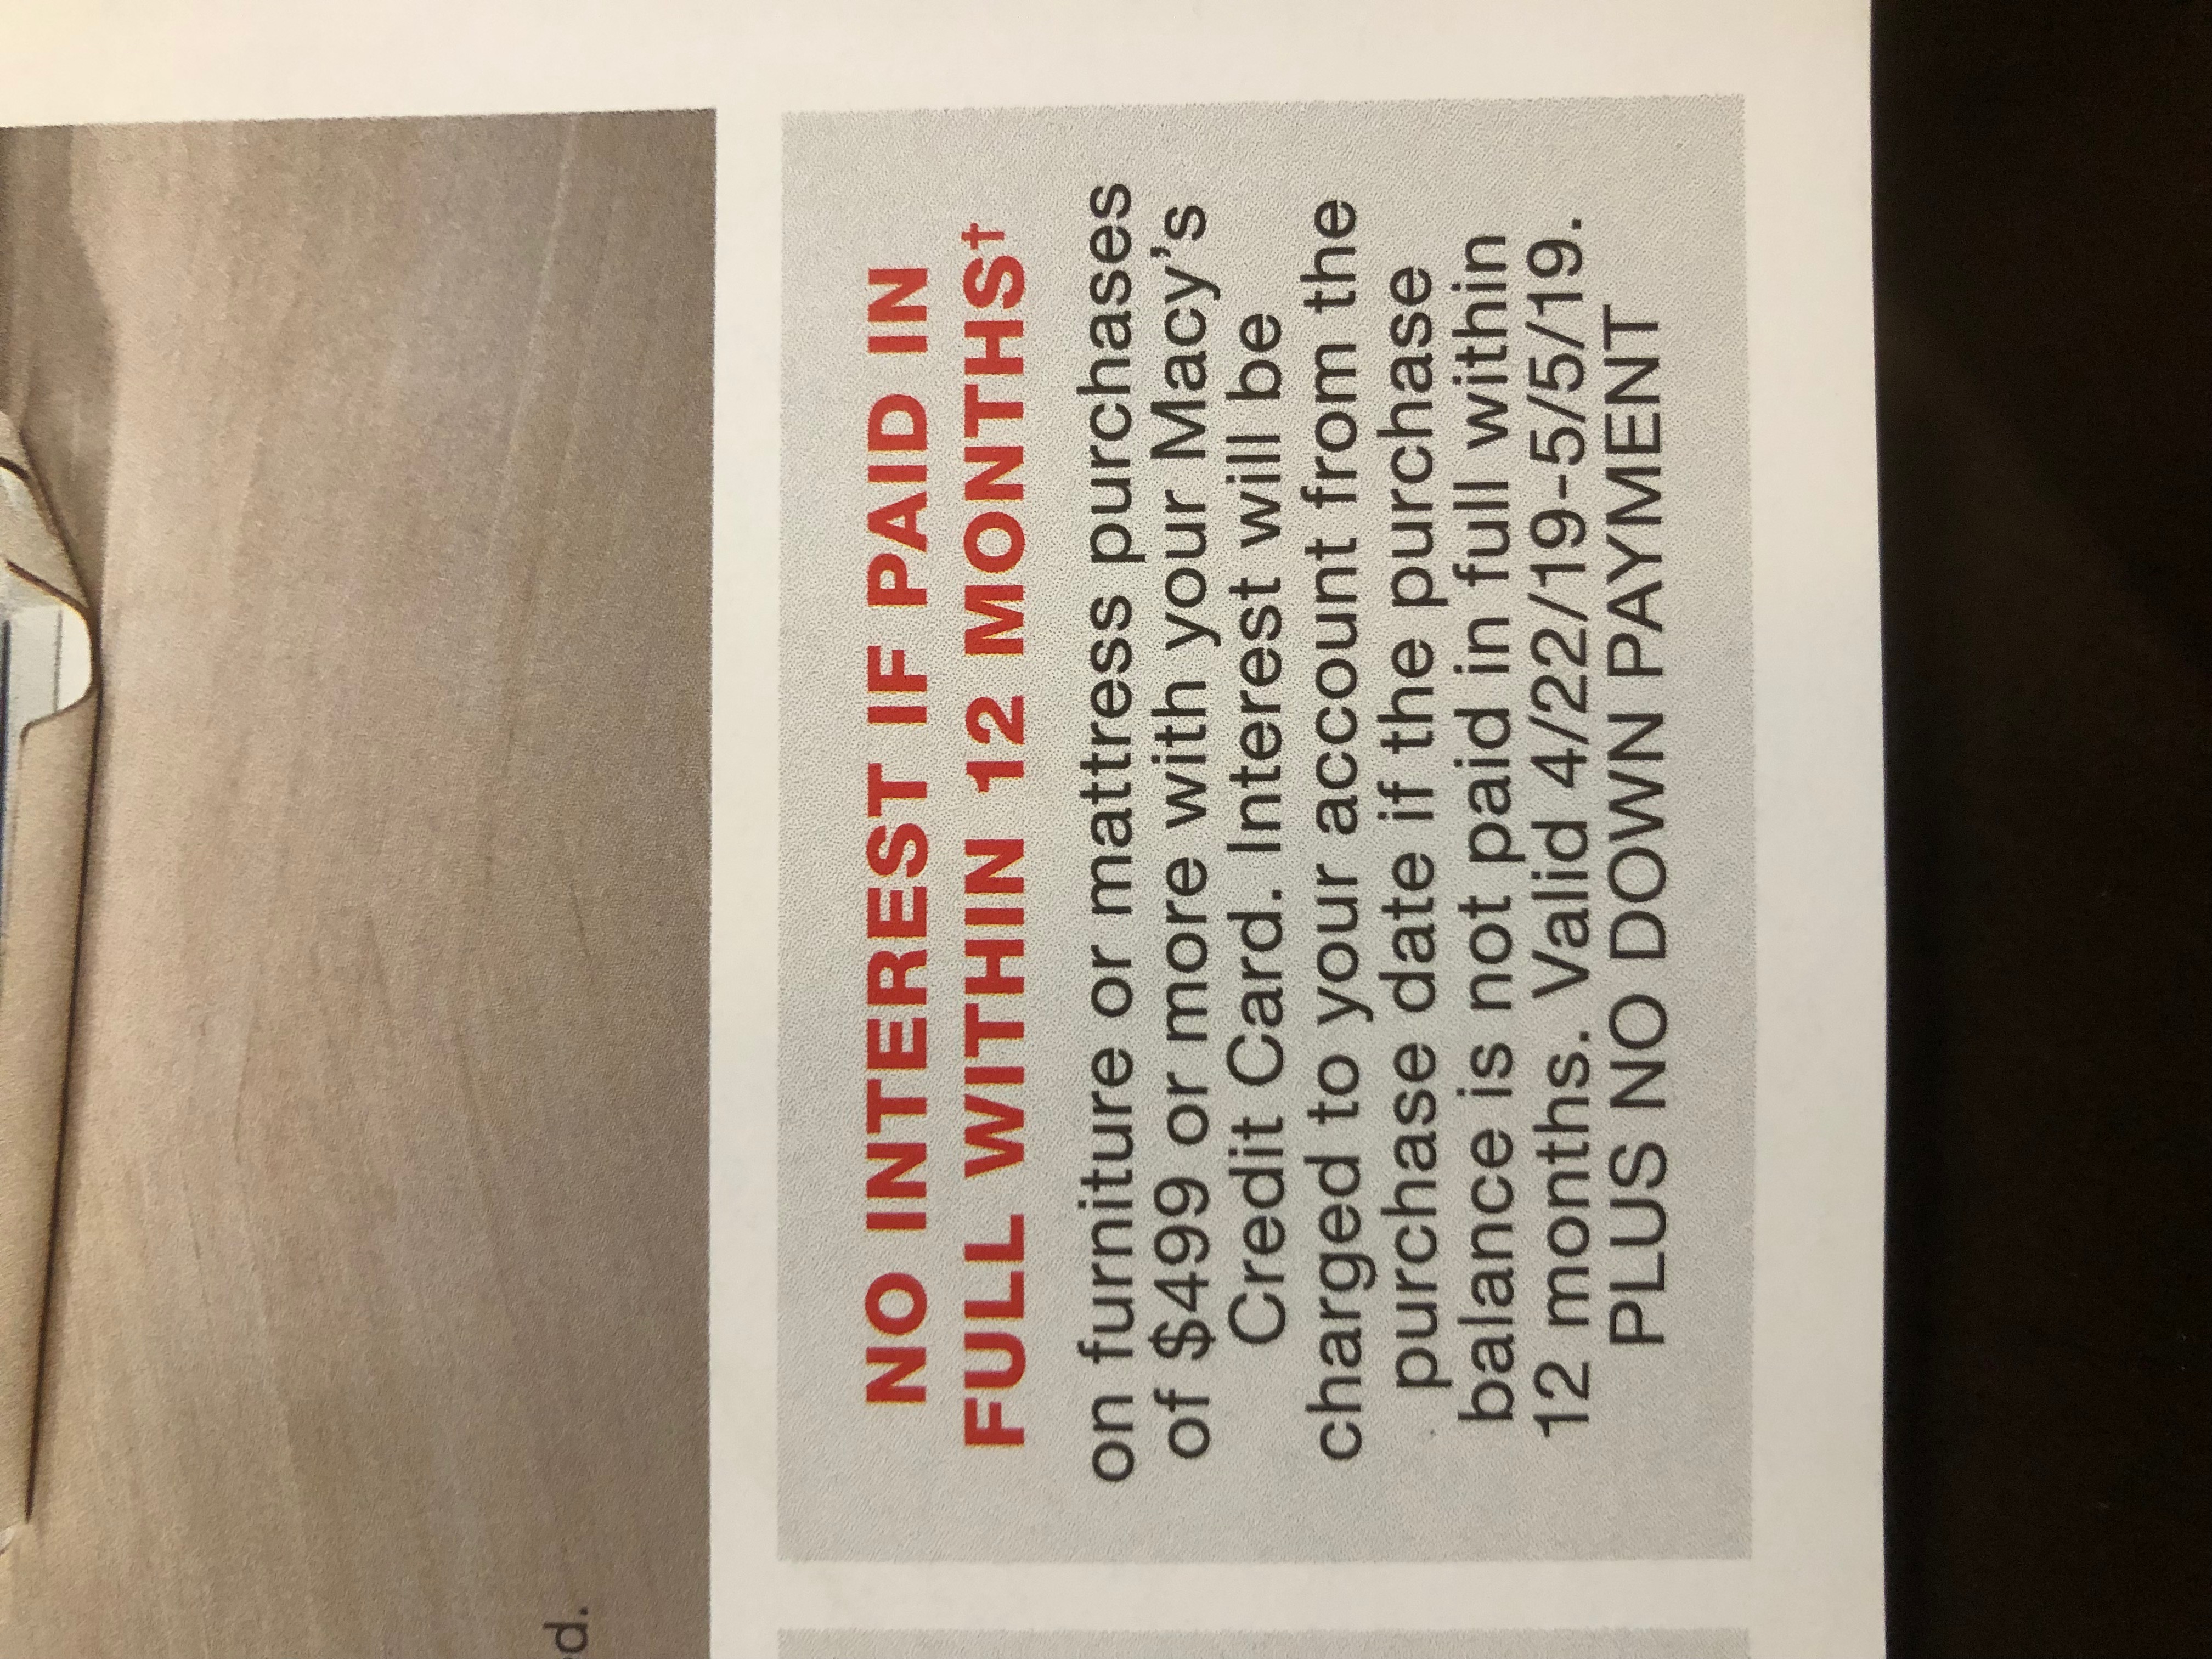 d.
NO INTEREST IF PAID IN
FULL WITHIN 12 MONTHS†
on furniture or mattress purchases
of $499 or more with your Macy’s
Credit Card. Interest will be
charged to your account from the
purchase date if the purchase
balance is not paid in full within
12 months. Valid 4/22/19-5/5/19.
PLUS NO DOWN PAYMENT